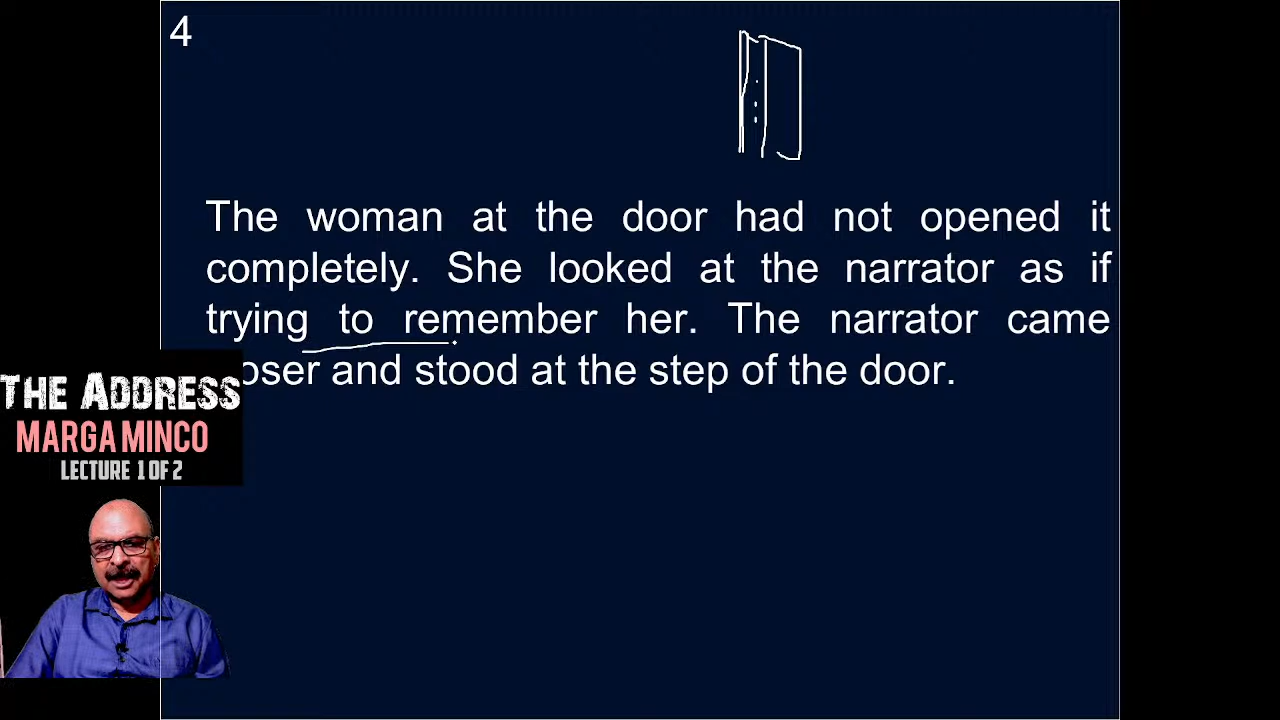 4
The woman at the door had not opened it
completely. She looked at the narrator as if
trying to remember her. The narrator came
oser and stood at the step of the door.
THE ADDRESS
MARGA MINCO
LECTURE 1 OF 2